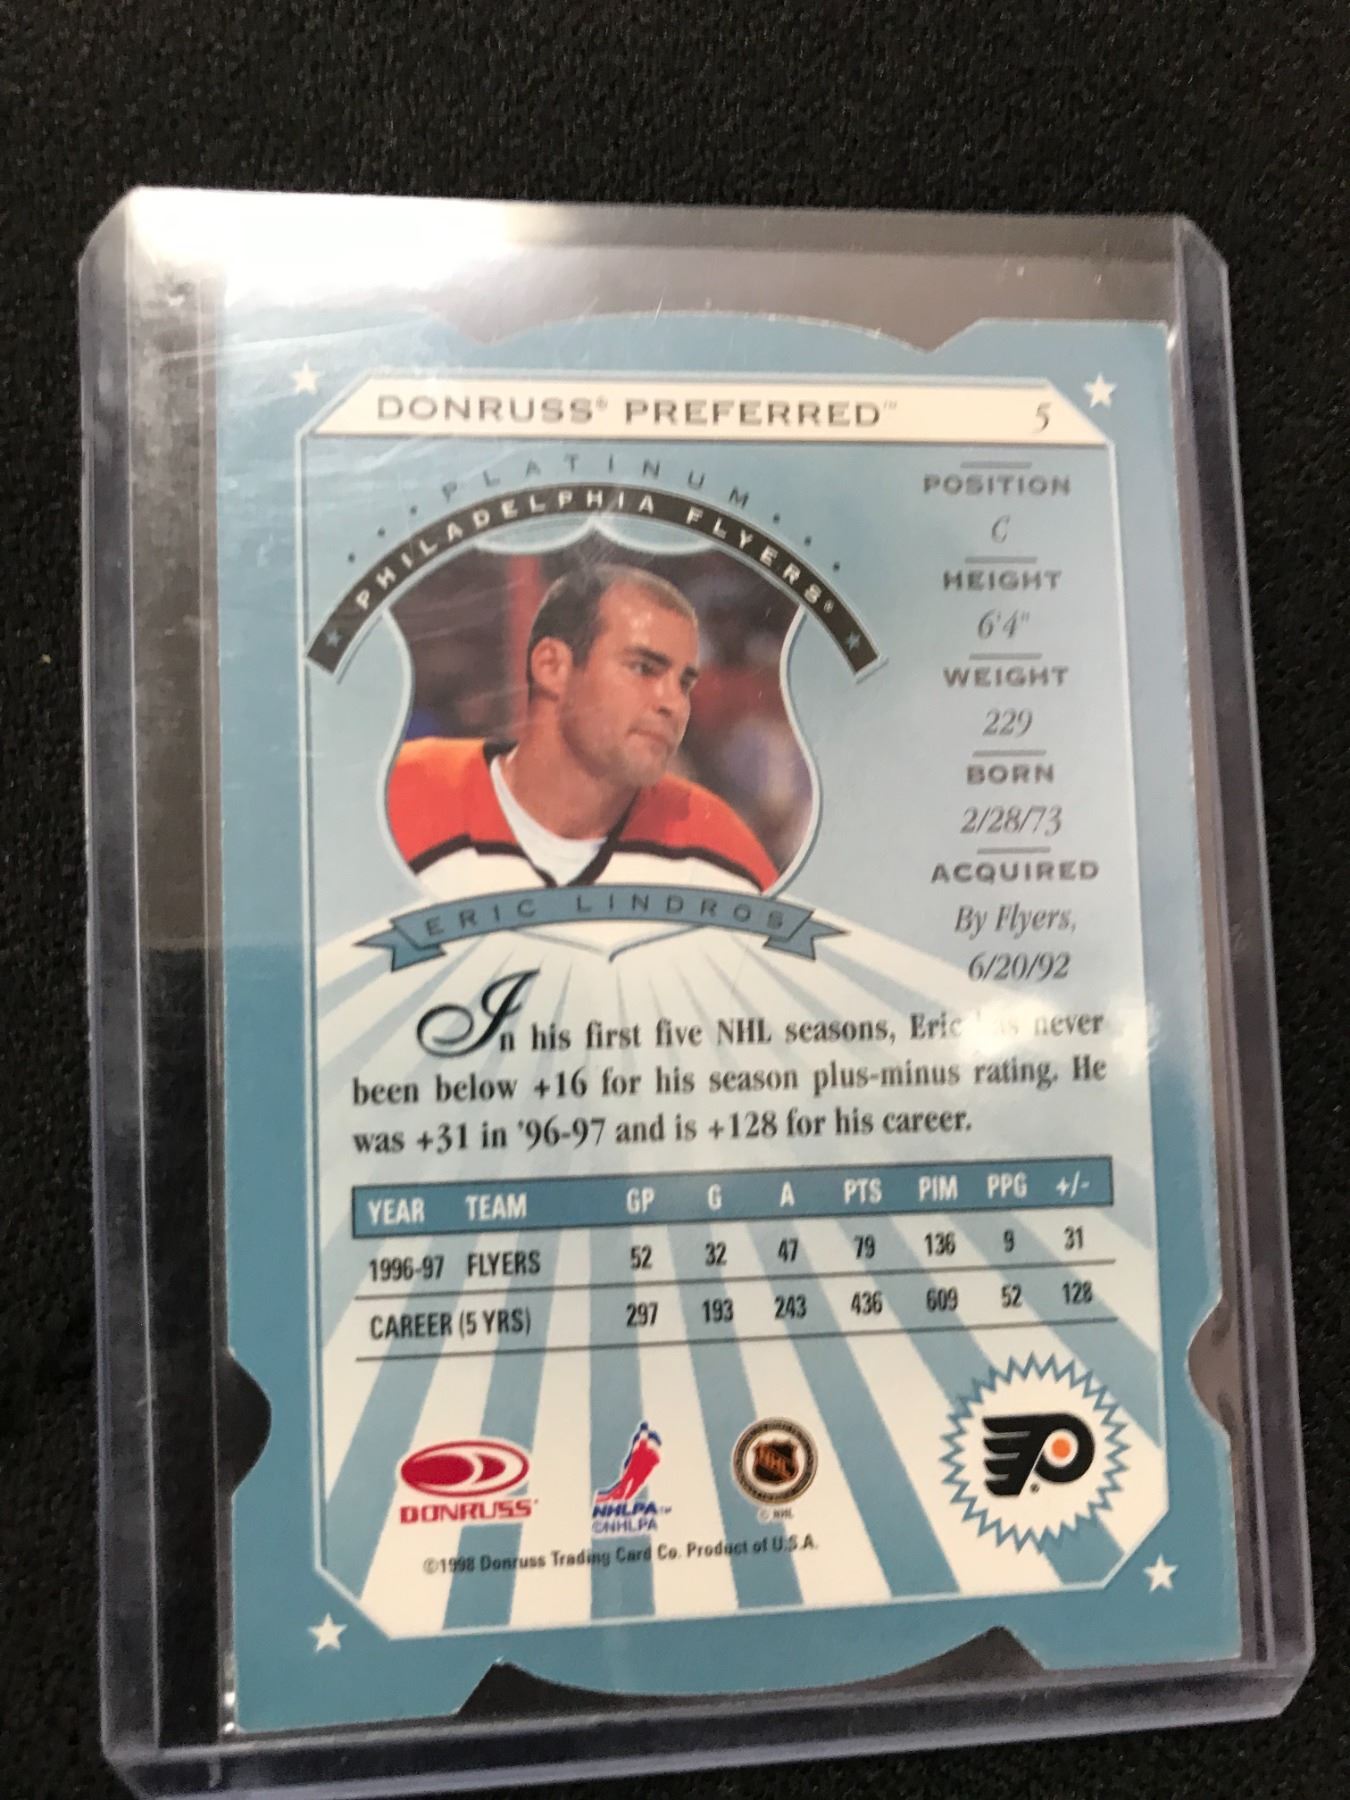 DONRUSS® PREFERRED™ 5
PLATINUM
PHILADELPHIA FLYERS®
POSITION
C
HEIGHT
6'4"
WEIGHT
229
BORN
2/28/73
ACQUIRED
By Flyers,
6/20/92
ERIC LINDROS
In his first five NHL seasons, Eric never
been below +16 for his season plus-minus rating. He
was +31 in '96-97 and is +128 for his career.
YEAR TEAM GP G A PTS PIM PPG +/-
1996-97 FLYERS 52 32 47 79 136 9 31
CAREER (5 YRS) 297 193 243 436 609 52 128
DONRUSS®
NHLPA™
©NHLPA
NHL
© NHL
©1998 Donruss Trading Card Co. Product of U.S.A.